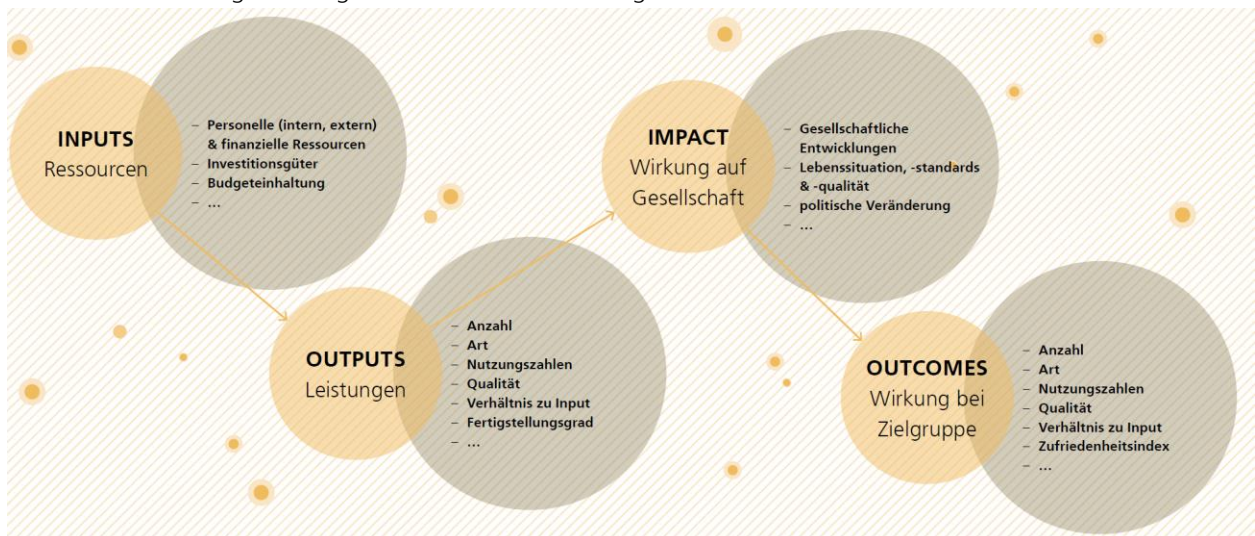 INPUTS
Ressourcen
– Personelle (intern, extern)
& finanzielle Ressourcen
– Investitionsgüter
– Budgeteinhaltung
– ...
OUTPUTS
Leistungen
– Anzahl
– Art
– Nutzungszahlen
– Qualität
– Verhältnis zu Input
– Fertigstellungsgrad
– ...
IMPACT
Wirkung auf
Gesellschaft
– Gesellschaftliche
Entwicklungen
– Lebenssituation, -standards
& -qualität
– politische Veränderung
– ...
OUTCOMES
Wirkung bei
Zielgruppe
– Anzahl
– Art
– Nutzungszahlen
– Qualität
– Verhältnis zu Input
– Zufriedenheitsindex
– ...